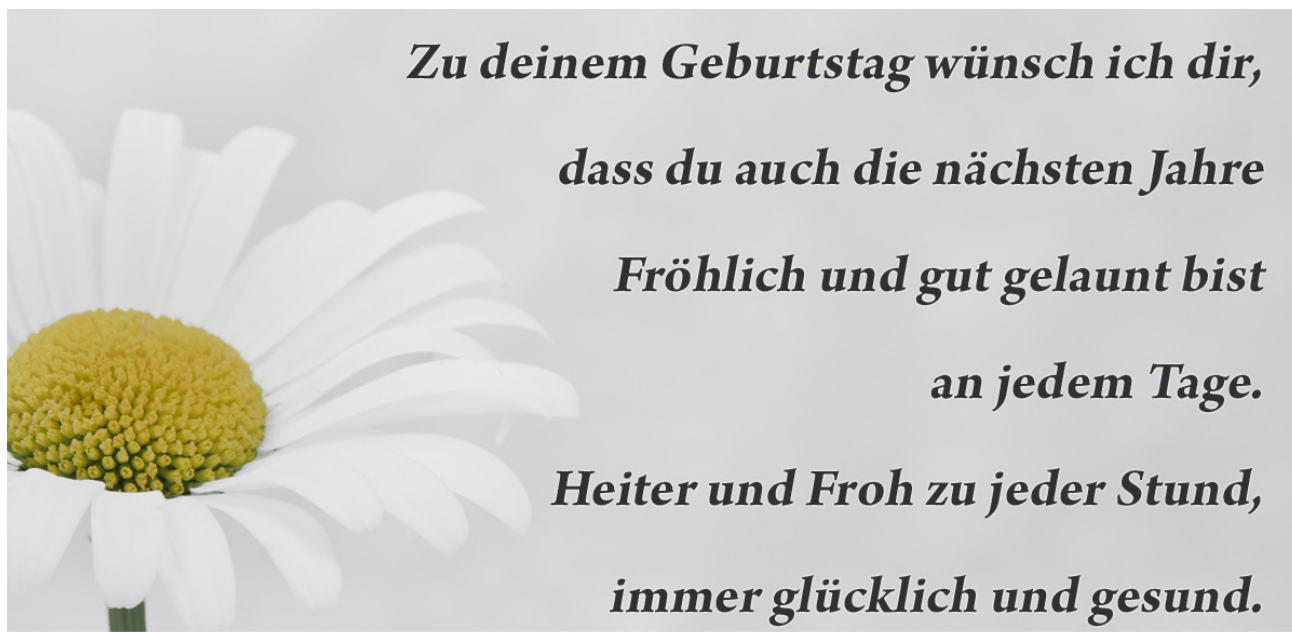 Zu deinem Geburtstag wünsch ich dir,
dass du auch die nächsten Jahre
Fröhlich und gut gelaunt bist
an jedem Tage.
Heiter und Froh zu jeder Stund,
immer glücklich und gesund.